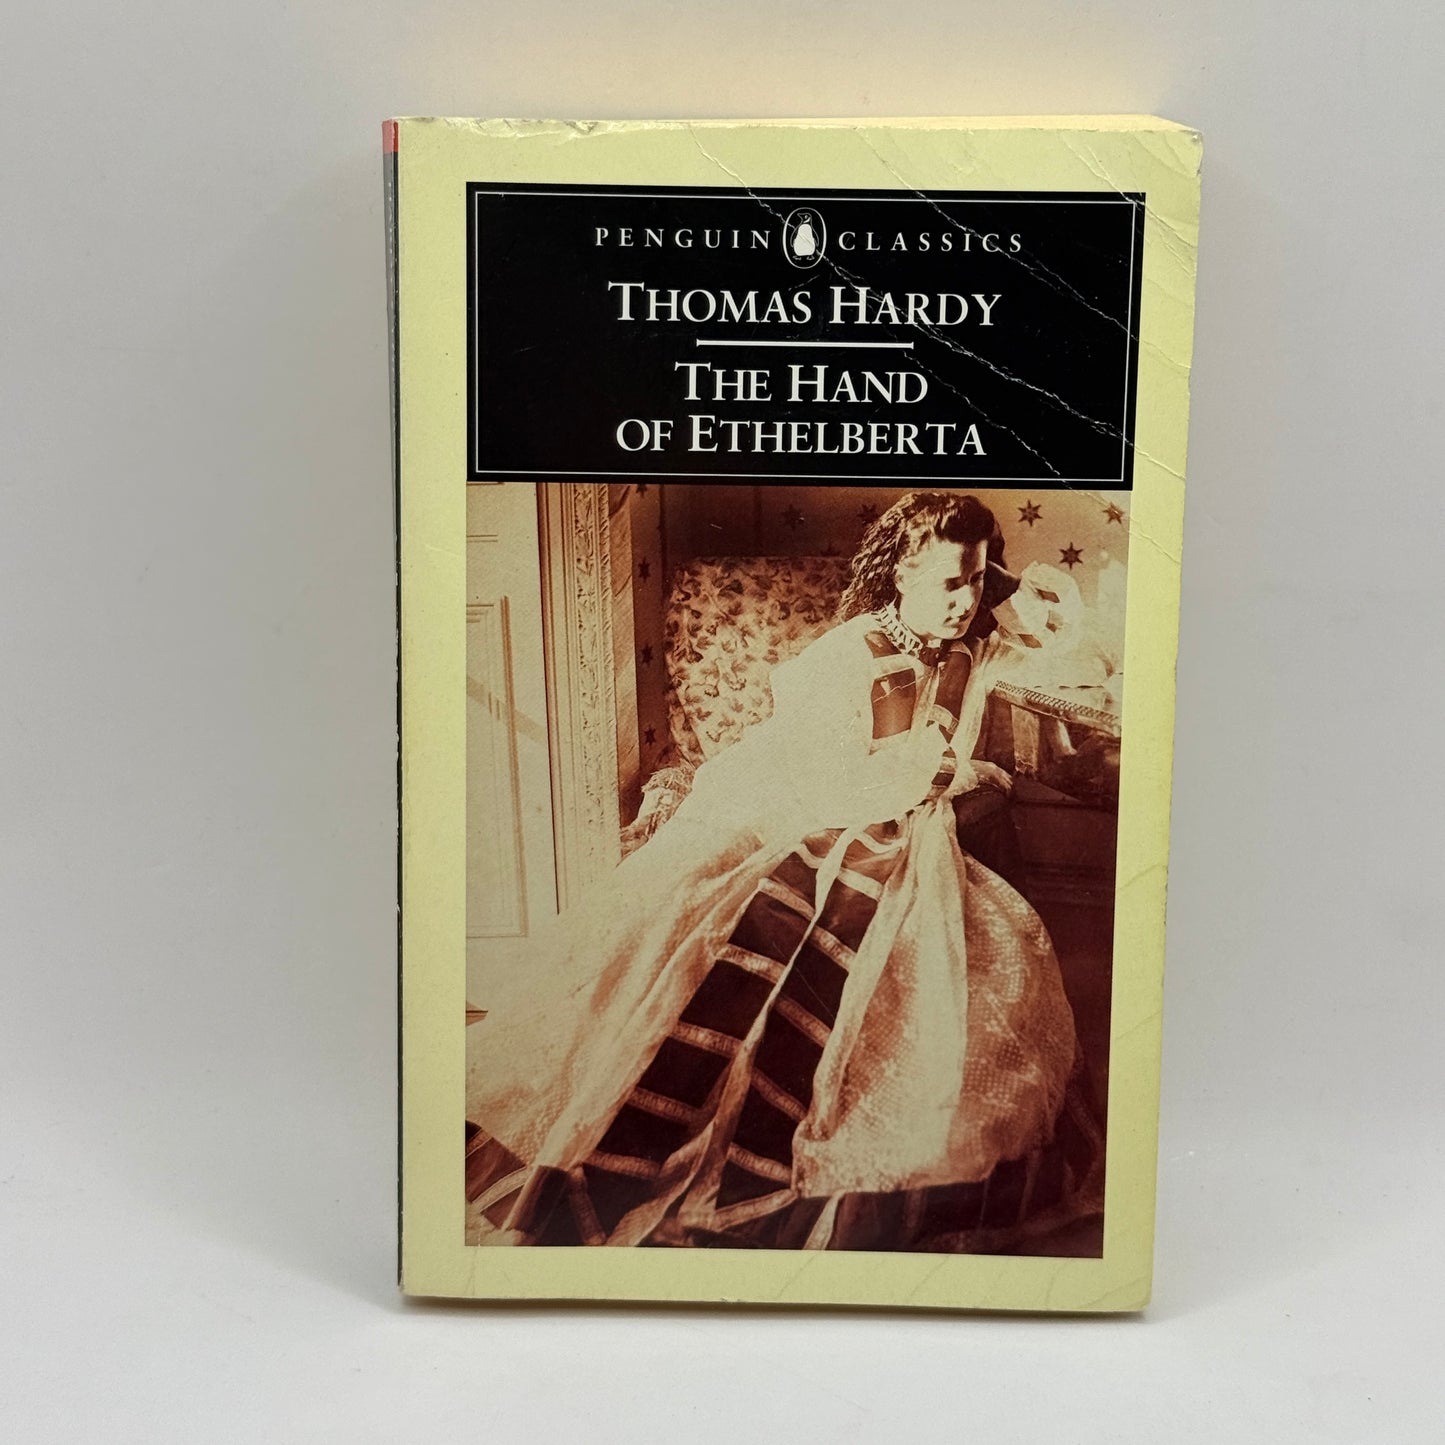 PENGUIN CLASSICS
THOMAS HARDY
THE HAND
OF ETHELBERTA